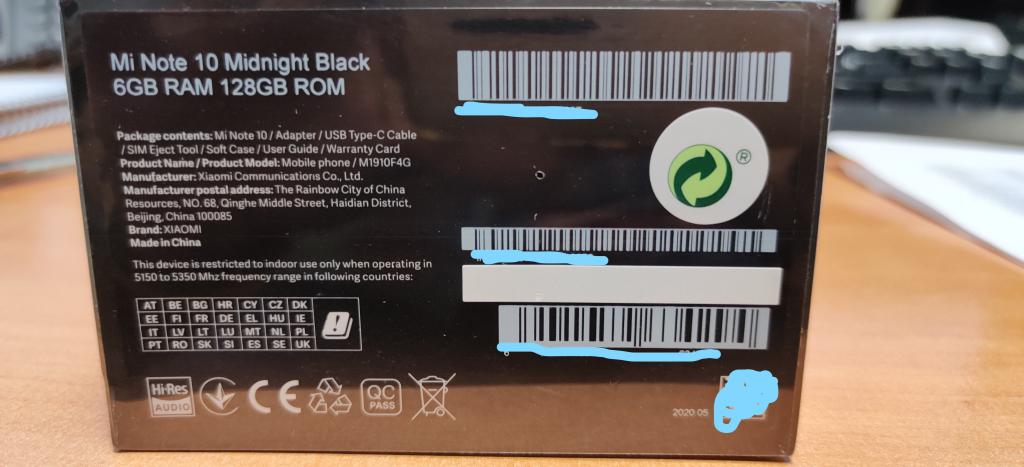 Mi Note 10 Midnight Black
6GB RAM 128GB ROM
Package contents: Mi Note 10 / Adapter / USB Type-C Cable
/ SIM Eject Tool / Soft Case / User Guide / Warranty Card
Product Name / Product Model: Mobile phone / M1910F4G
Manufacturer: Xiaomi Communications Co., Ltd.
Manufacturer postal address: The Rainbow City of China
Resources, NO. 68, Qinghe Middle Street, Haidian District,
Beijing, China 100085
Brand: XIAOMI
Made in China
This device is restricted to indoor use only when operating in
5150 to 5350 Mhz frequency range in following countries:
AT BE BG HR CY CZ DK
EE FI FR DE EL HU IE
IT LV LT LU MT NL PL
PT RO SK SI ES SE UK
Hi-Res
AUDIO
CE
QC
PASS
2020.05
®